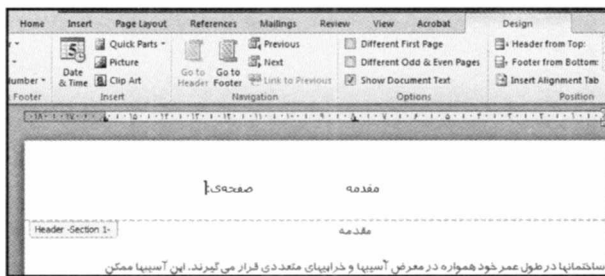 Home Insert Page Layout References Mailings Review View Acrobat Design
Quick Parts Previous Different First Page Header from Top:
Date & Time Picture Go to Header Go to Footer Next Different Odd & Even Pages Footer from Bottom:
Number Clip Art Link to Previous Show Document Text Insert Alignment Tab
Footer Insert Navigation Options Position
مقدمه صفحه‌ی:
Header -Section 1-
مقدمه
ساختمانها در طول عمر خود همواره در معرض آسیبها و خرابیهای متعددی قرار می گیرند. این آسیبها ممکن